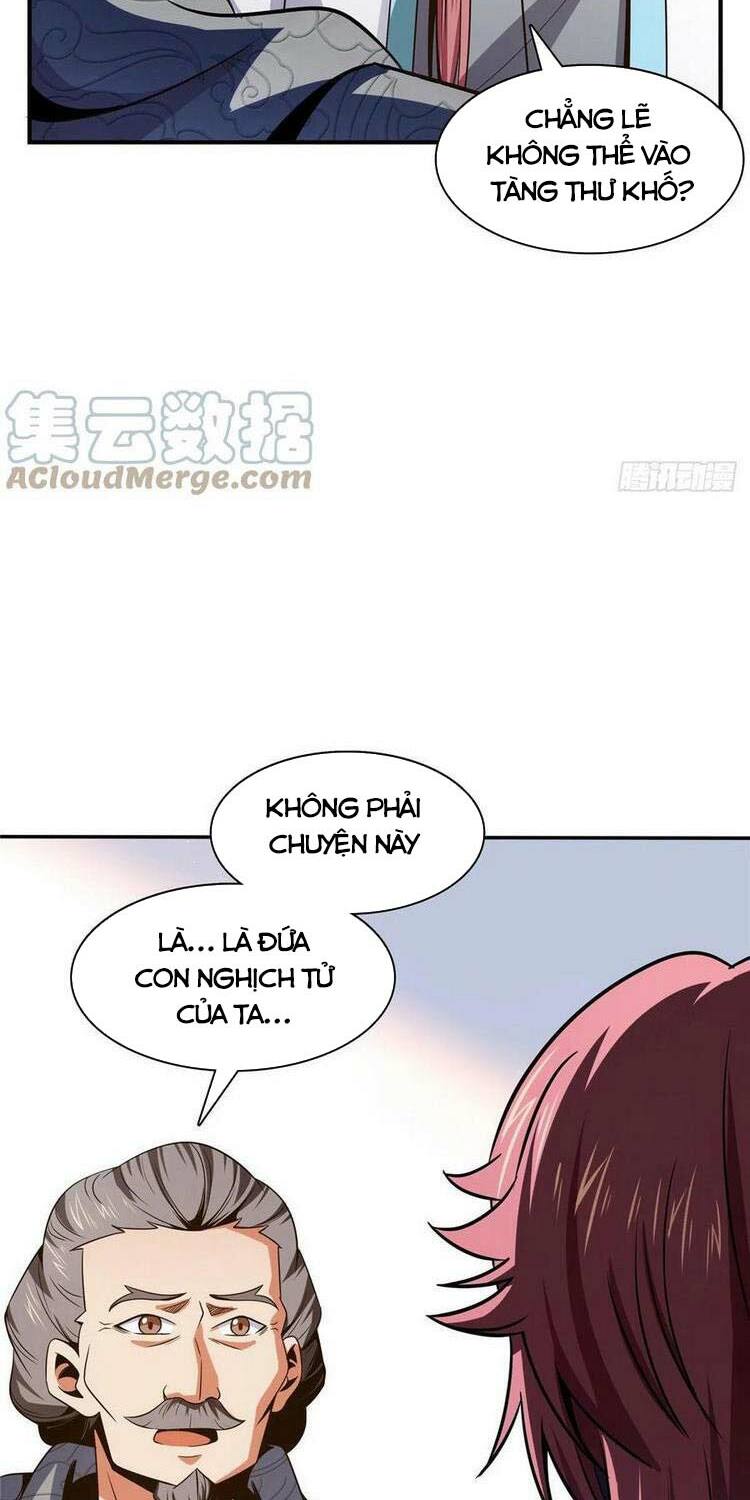 CHẲNG LẼ
KHÔNG THỂ VÀO
TÀNG THƯ KHỐ?
集云数据
ACloudMerge.com
腾讯动漫
KHÔNG PHẢI
CHUYỆN NÀY
LÀ... LÀ ĐỨA
CON NGHỊCH TỬ
CỦA TA...